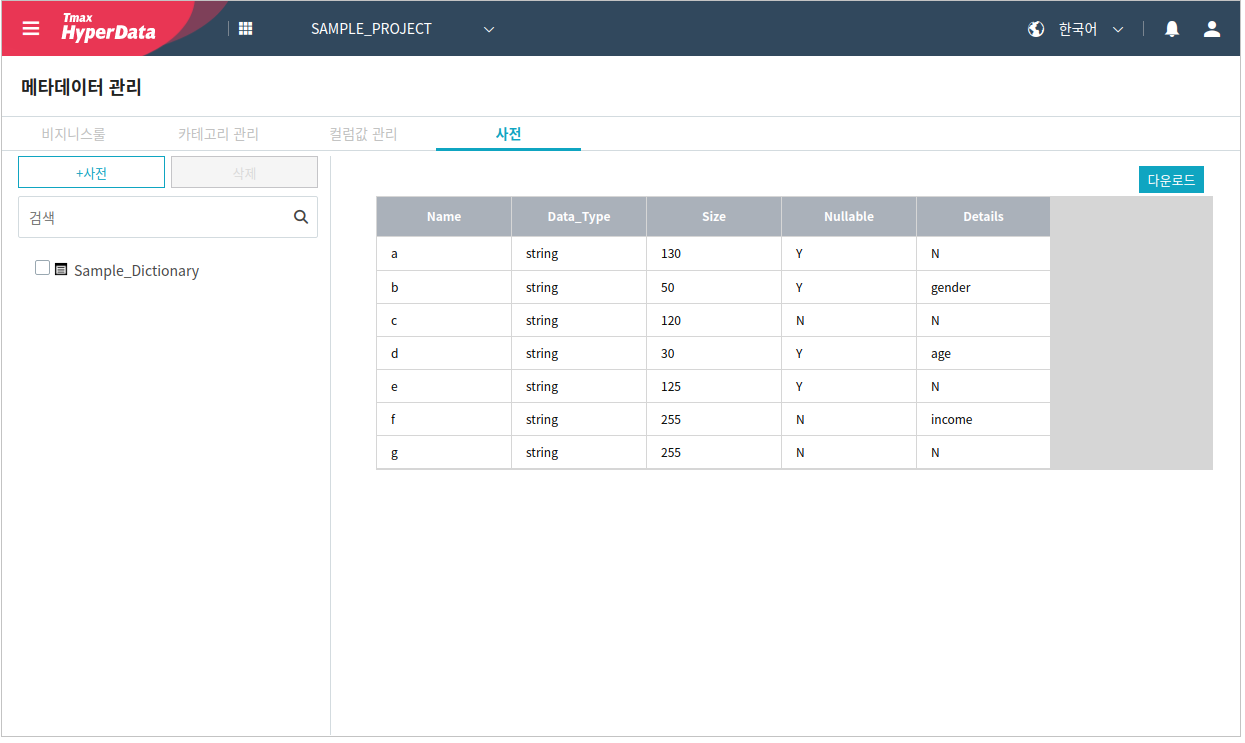 Tmax
HyperData
SAMPLE_PROJECT
한국어
메타데이터 관리
비지니스룰 카테고리 관리 컬럼값 관리 사전
+사전 삭제
다운로드
검색
Sample_Dictionary
Name Data_Type Size Nullable Details
a string 130 Y N
b string 50 Y gender
c string 120 N N
d string 30 Y age
e string 125 Y N
f string 255 N income
g string 255 N N